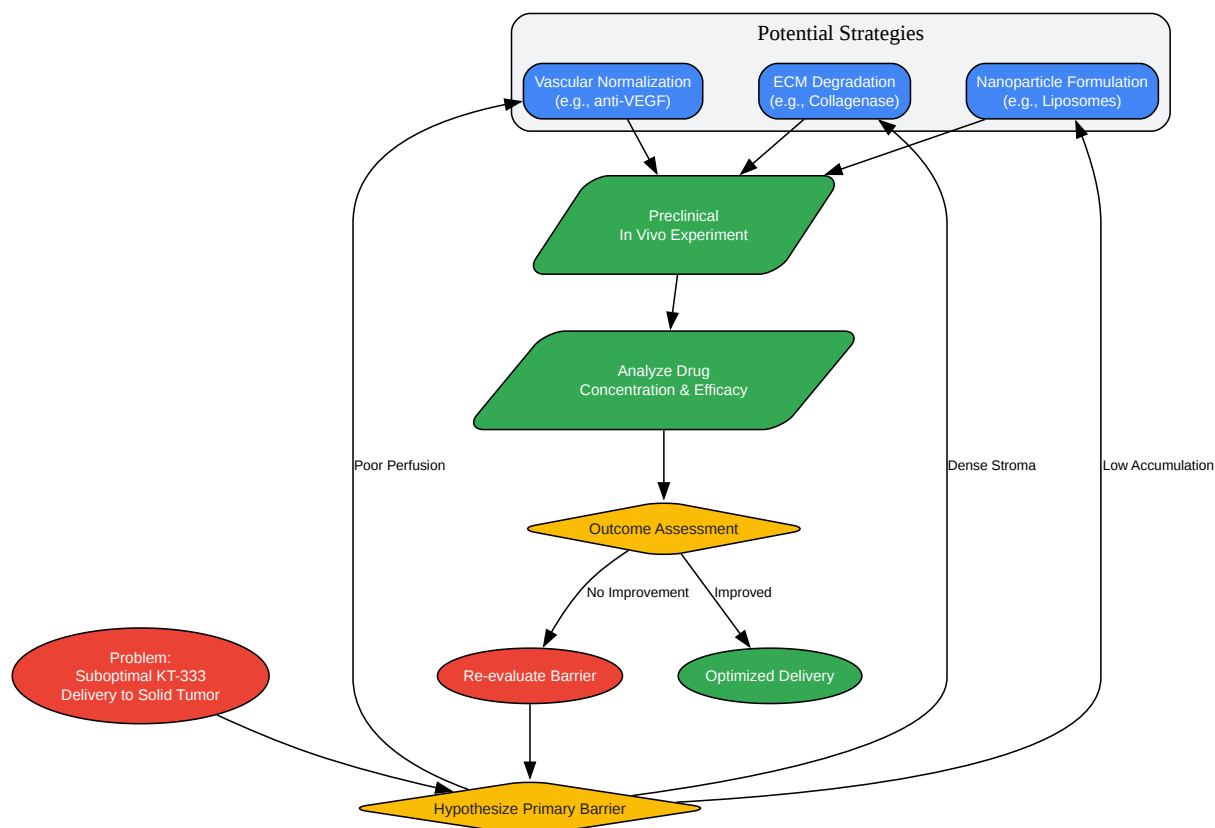 Potential Strategies
Vascular Normalization
(e.g., anti-VEGF)
ECM Degradation
(e.g., Collagenase)
Nanoparticle Formulation
(e.g., Liposomes)
Preclinical
In Vivo Experiment
Analyze Drug
Concentration & Efficacy
Poor Perfusion
Dense Stroma
Low Accumulation
Outcome Assessment
No Improvement
Improved
Problem:
Suboptimal KT-333
Delivery to Solid Tumor
Re-evaluate Barrier
Optimized Delivery
Hypothesize Primary Barrier